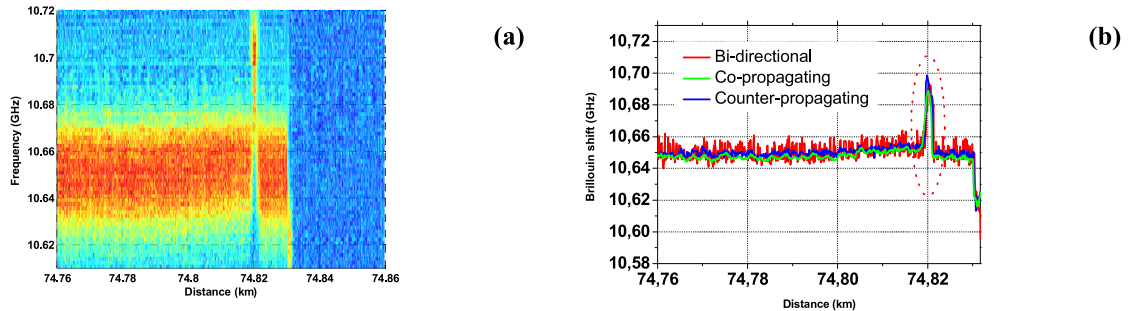 (a)
10.72
10.7
10.68
10.66
10.64
10.62
Frequency (GHz)
74.76
74.78
74.8
74.82
74.84
74.86
Distance (km)
(b)
10,72
10,70
10,68
10,66
10,64
10,62
10,60
10,58
Brillouin shift (GHz)
Bi-directional
Co-propagating
Counter-propagating
74,76
74,78
74,80
74,82
Distance (km)